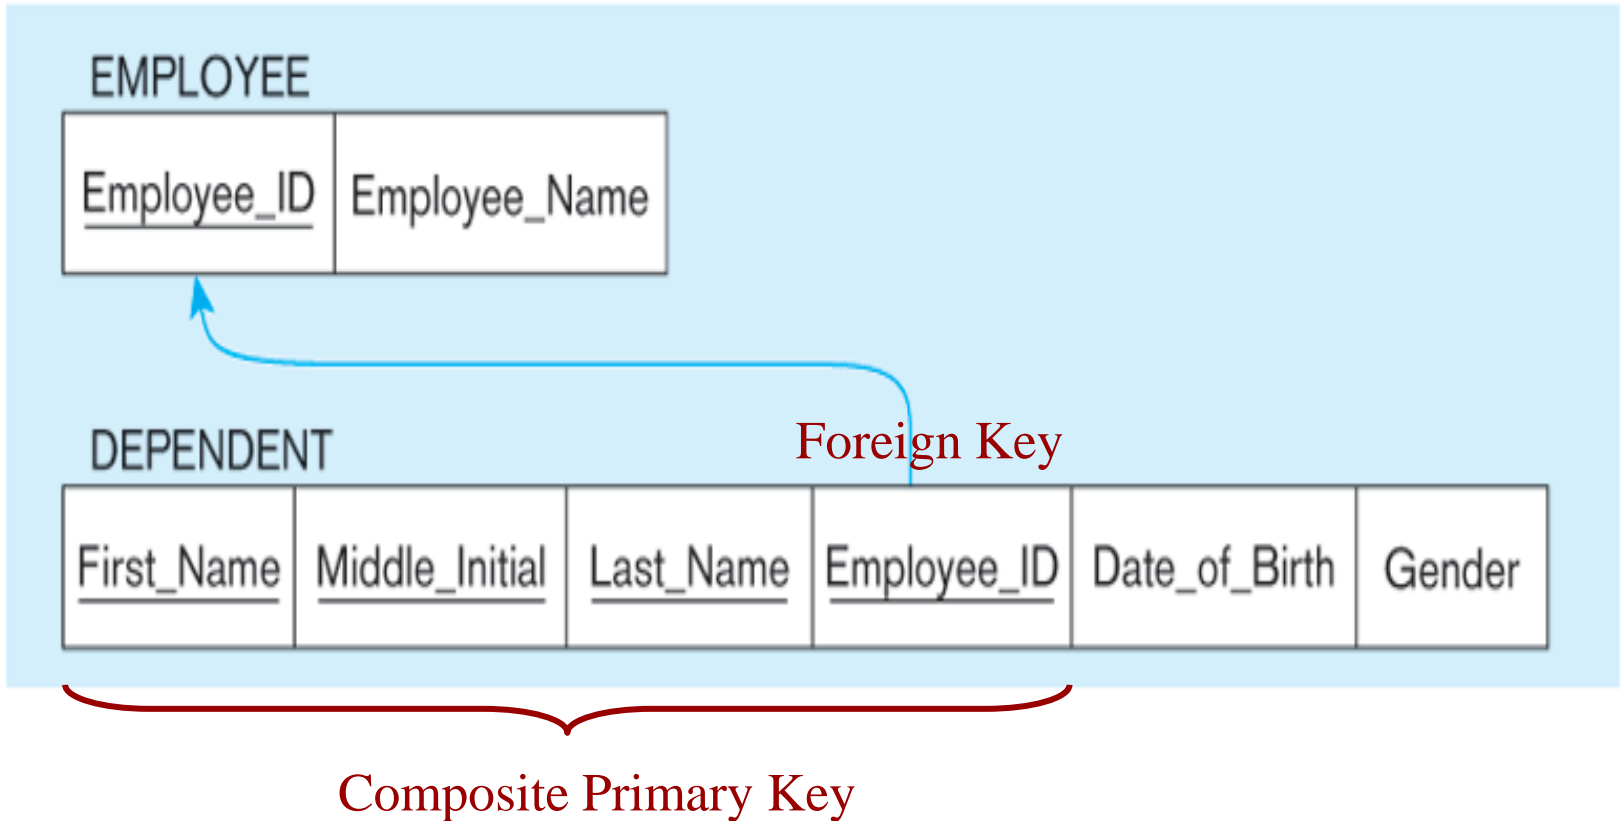 EMPLOYEE
Employee_ID Employee_Name
Foreign Key
DEPENDENT
First_Name Middle_Initial Last_Name Employee_ID Date_of_Birth Gender
Composite Primary Key